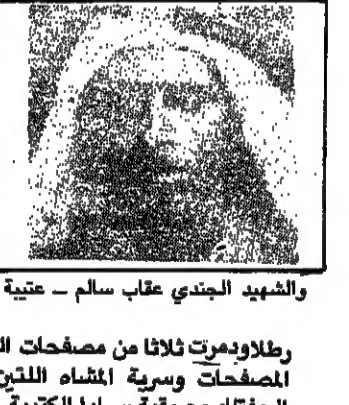 والشهيد الجندي عقاب سالم — عتيبة
رطلاودمرت ثلاثا من مصفحات ال
المصفحات وسرية المشاه اللتين